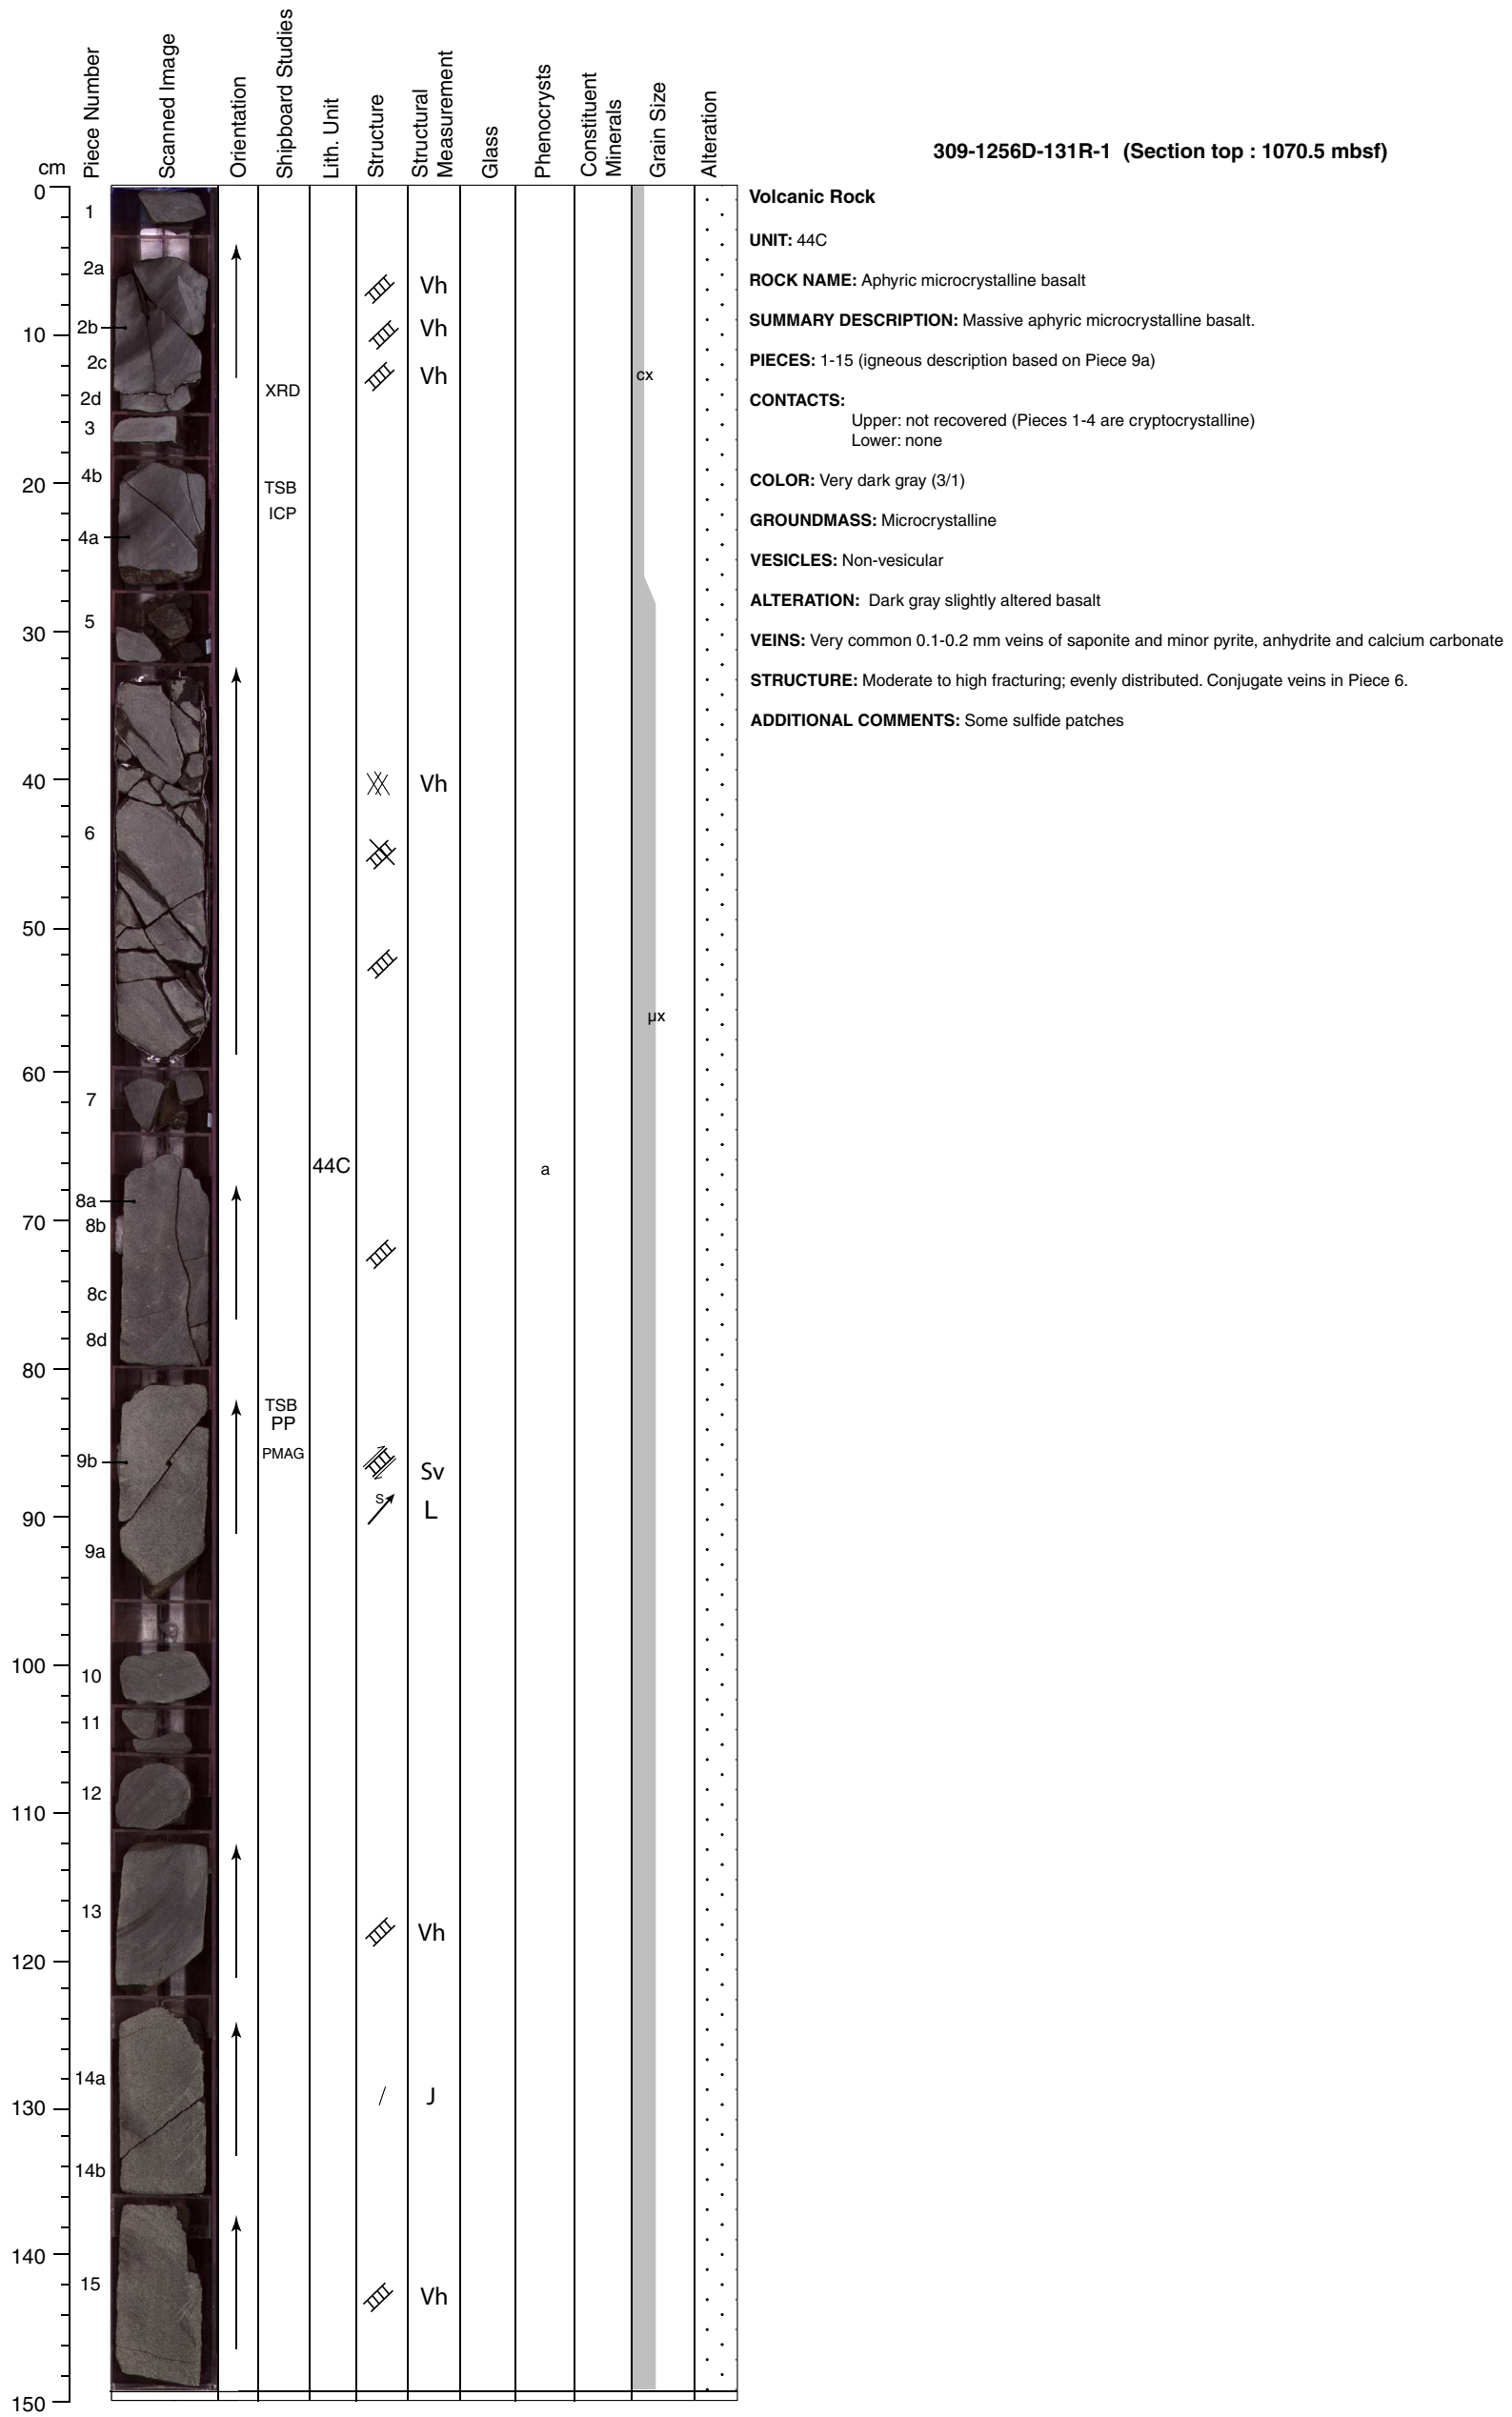 cm
Piece Number
Scanned Image
Orientation
Shipboard Studies
Lith. Unit
Structure
Structural
Measurement
Glass
Phenocrysts
Constituent
Minerals
Grain Size
Alteration
309-1256D-131R-1 (Section top : 1070.5 mbsf)
Volcanic Rock
UNIT: 44C
ROCK NAME: Aphyric microcrystalline basalt
SUMMARY DESCRIPTION: Massive aphyric microcrystalline basalt.
PIECES: 1-15 (igneous description based on Piece 9a)
CONTACTS:
Upper: not recovered (Pieces 1-4 are cryptocrystalline)
Lower: none
COLOR: Very dark gray (3/1)
GROUNDMASS: Microcrystalline
VESICLES: Non-vesicular
ALTERATION: Dark gray slightly altered basalt
VEINS: Very common 0.1-0.2 mm veins of saponite and minor pyrite, anhydrite and calcium carbonate
STRUCTURE: Moderate to high fracturing; evenly distributed. Conjugate veins in Piece 6.
ADDITIONAL COMMENTS: Some sulfide patches
0
10
20
30
40
50
60
70
80
90
100
110
120
130
140
150
1
2a
2b
2c
2d
3
4b
4a
5
6
7
8a
8b
8c
8d
9b
9a
10
11
12
13
14a
14b
15
XRD
TSB
ICP
TSB
PP
PMAG
44C
S
Vh
Vh
Vh
Vh
Sv
L
Vh
J
Vh
a
cx
µx